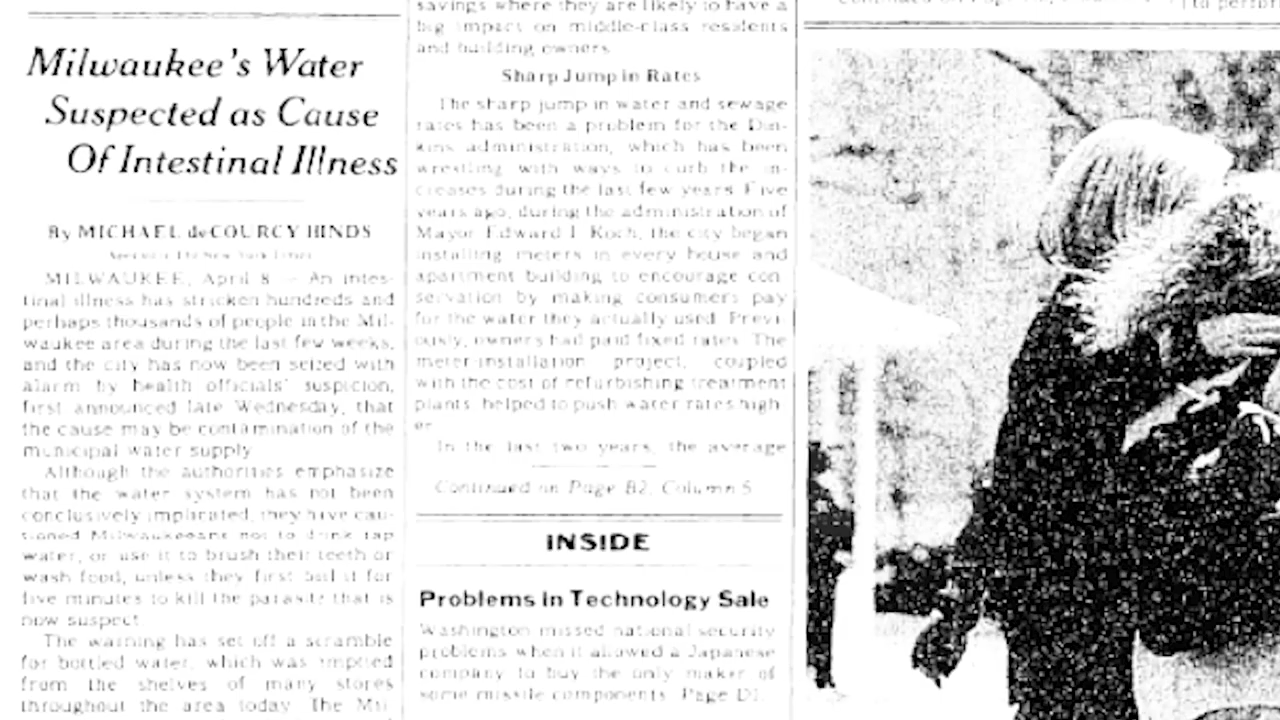 Milwaukee's Water
Suspected as Cause
Of Intestinal Illness
By MICHAEL deCOURCY HINDS
Special to The New York Times
MILWAUKEE, April 8 — An intes-
tinal illness has stricken hundreds and
perhaps thousands of people in the Mil-
waukee area during the last few weeks,
and the city has now been seized with
alarm by health officials' suspicion,
first announced late Wednesday, that
the cause may be contamination of the
municipal water supply.
Although the authorities emphasize
that the water system has not been
conclusively implicated, they have cau-
tioned Milwaukeeans not to drink tap
water, or use it to brush their teeth or
wash food, unless they first boil it for
five minutes to kill the parasite that is
now suspect.
The warning has set off a scramble
for bottled water, which was emptied
from the shelves of many stores
throughout the area today. The Mil-
savings where they are likely to have a
big impact on middle-class residents
and building owners.
Sharp Jump in Rates
The sharp jump in water and sewage
rates has been a problem for the Din-
kins administration, which has been
wrestling with ways to curb the in-
creases during the last few years. Five
years ago, during the administration of
Mayor Edward I. Koch, the city began
installing meters in every house and
apartment building to encourage con-
servation by making consumers pay
for the water they actually used. Previ-
ously, owners had paid fixed rates. The
meter-installation project, coupled
with the cost of refurbishing treatment
plants, helped to push water rates high-
er.
In the last two years, the average
Continued on Page B2, Column 5
INSIDE
Problems in Technology Sale
Washington missed national security
problems when it allowed a Japanese
company to buy the only maker of
some missile components. Page D1.
Continued on Page
to perform